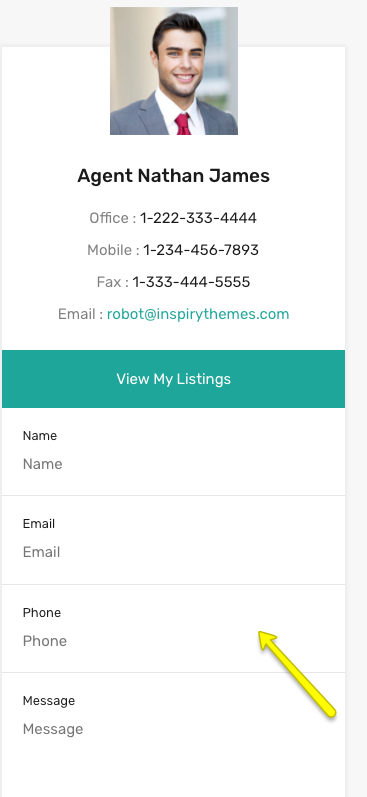 Agent Nathan James
Office : 1-222-333-4444
Mobile : 1-234-456-7893
Fax : 1-333-444-5555
Email : robot@inspirythemes.com
View My Listings
Name
Name
Email
Email
Phone
Phone
Message
Message